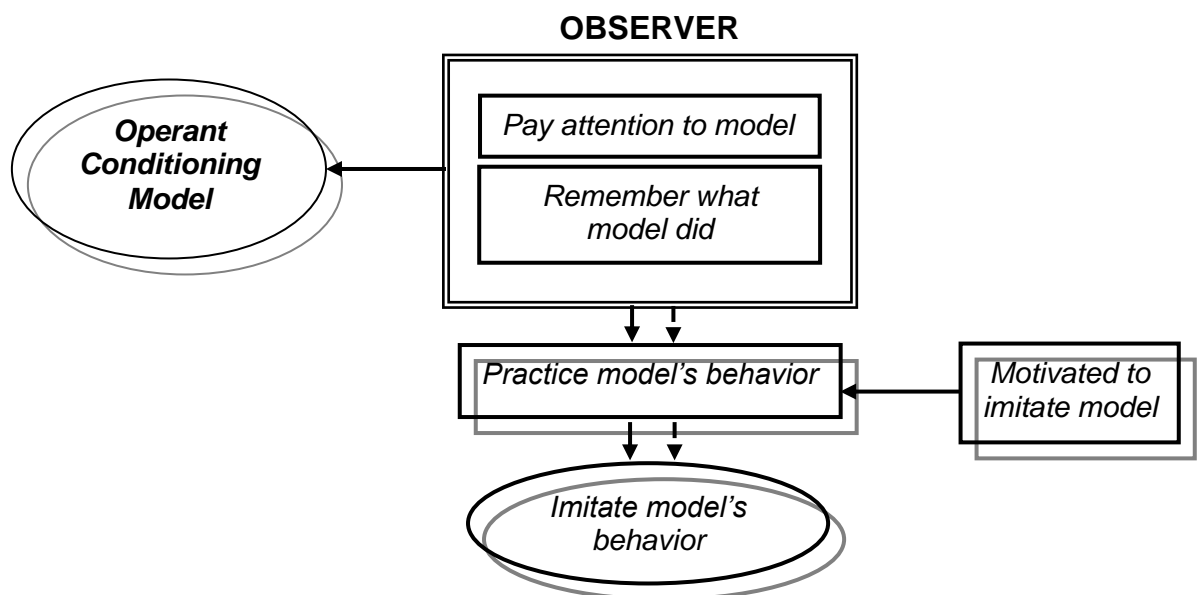 OBSERVER
Operant
Conditioning
Model
Pay attention to model
Remember what
model did
Practice model’s behavior
Motivated to
imitate model
Imitate model’s
behavior